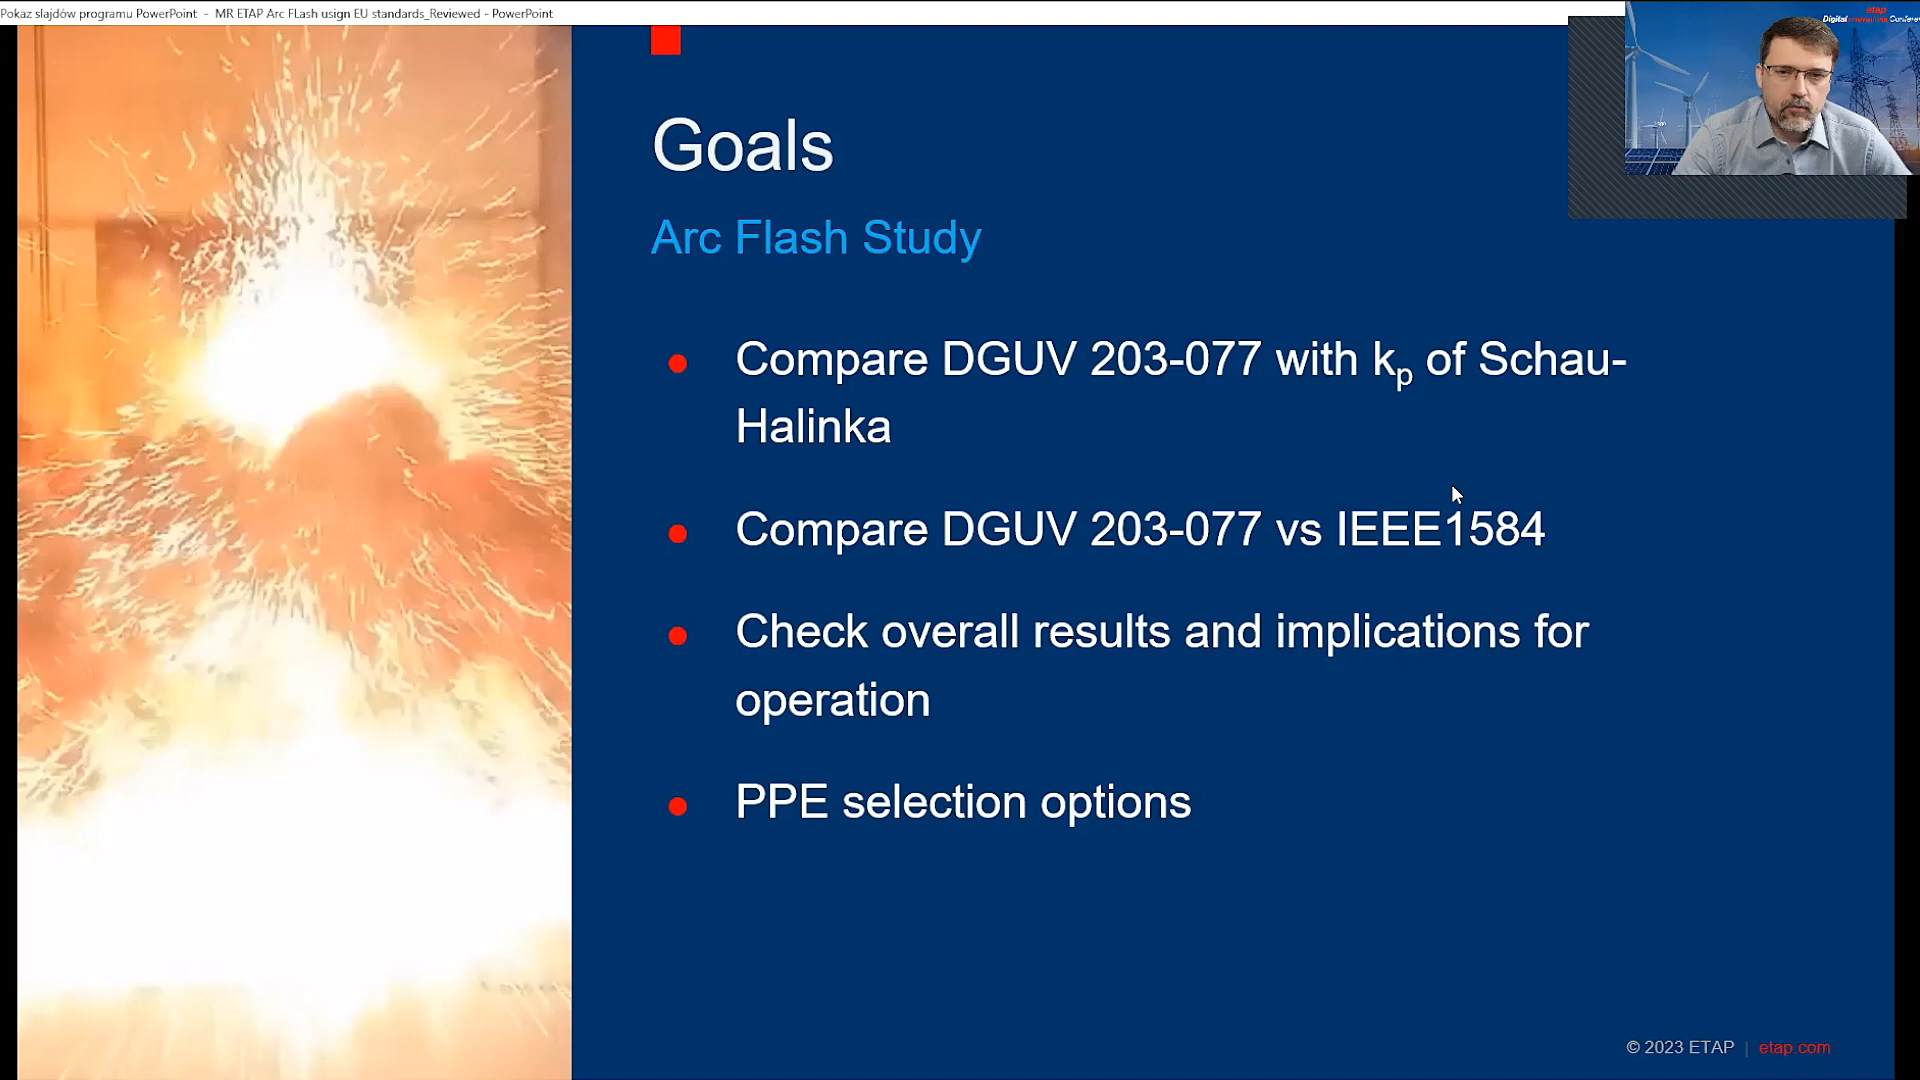 Pokaz slajdów programu PowerPoint - MR ETAP Arc FLash usign EU standards_Reviewed - PowerPoint
etap
Digital
Goals
Arc Flash Study
Compare DGUV 203-077 with kp of Schau-
Halinka
Compare DGUV 203-077 vs IEEE1584
Check overall results and implications for
operation
PPE selection options
© 2023 ETAP | etap.com